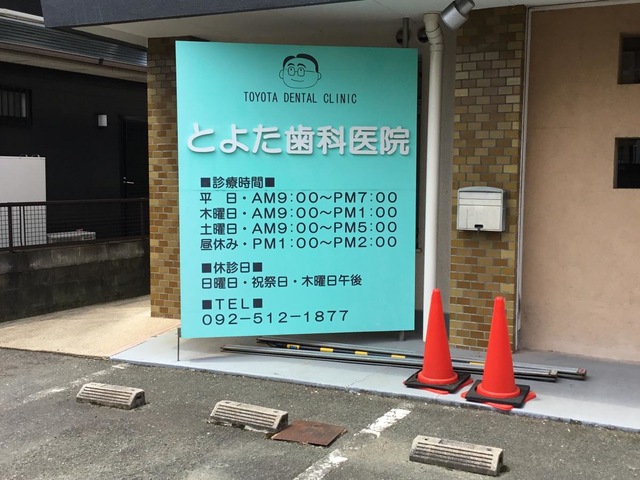 TOYOTA DENTAL CLINIC
とよた歯科医院
■診療時間■
平　日・AM9:00〜PM7:00
木曜日・AM9:00〜PM1:00
土曜日・AM9:00〜PM5:00
昼休み・PM1:00〜PM2:00
■休診日■
日曜日・祝祭日・木曜日午後
■TEL■
092-512-1877